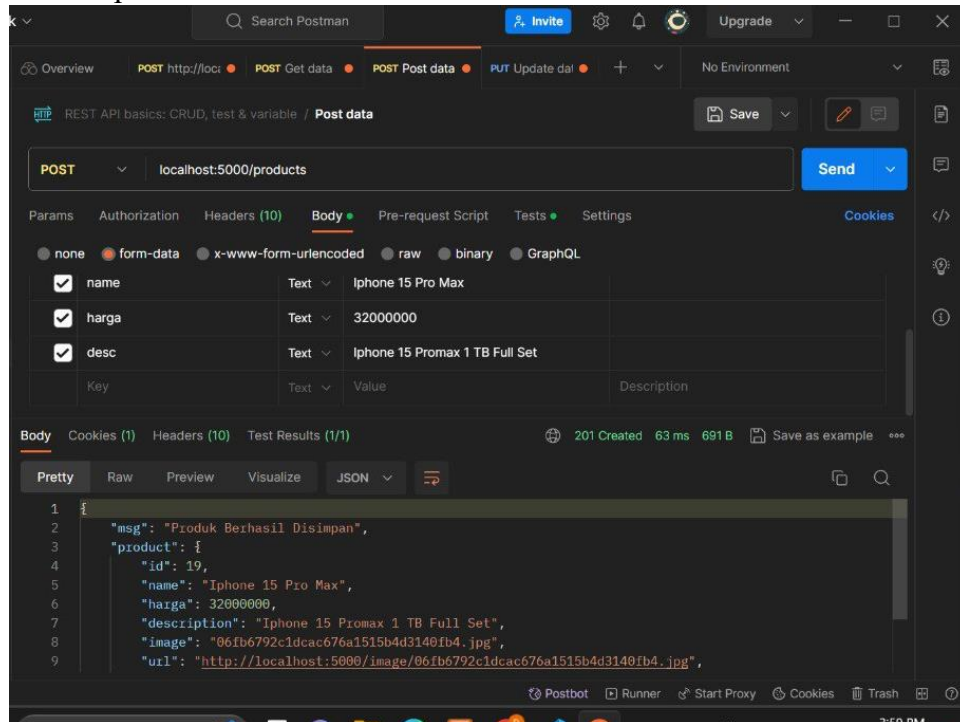 Search Postman Invite Upgrade
Overview POST http://loca POST Get data POST Post data PUT Update dat No Environment
HTTP REST API basics: CRUD, test & variable / Post data Save
POST localhost:5000/products Send
Params Authorization Headers (10) Body Pre-request Script Tests Settings Cookies
none form-data x-www-form-urlencoded raw binary GraphQL
name Text Iphone 15 Pro Max
harga Text 32000000
desc Text Iphone 15 Promax 1 TB Full Set
Key Text Value Description
Body Cookies (1) Headers (10) Test Results (1/1) 201 Created 63 ms 691 B Save as example
Pretty Raw Preview Visualize JSON
1 {
2 "msg": "Produk Berhasil Disimpan",
3 "product": {
4 "id": 19,
5 "name": "Iphone 15 Pro Max",
6 "harga": 32000000,
7 "description": "Iphone 15 Promax 1 TB Full Set",
8 "image": "06fb6792c1dcac676a1515b4d3140fb4.jpg",
9 "url": "http://localhost:5000/image/06fb6792c1dcac676a1515b4d3140fb4.jpg",
Postbot Runner Start Proxy Cookies Trash